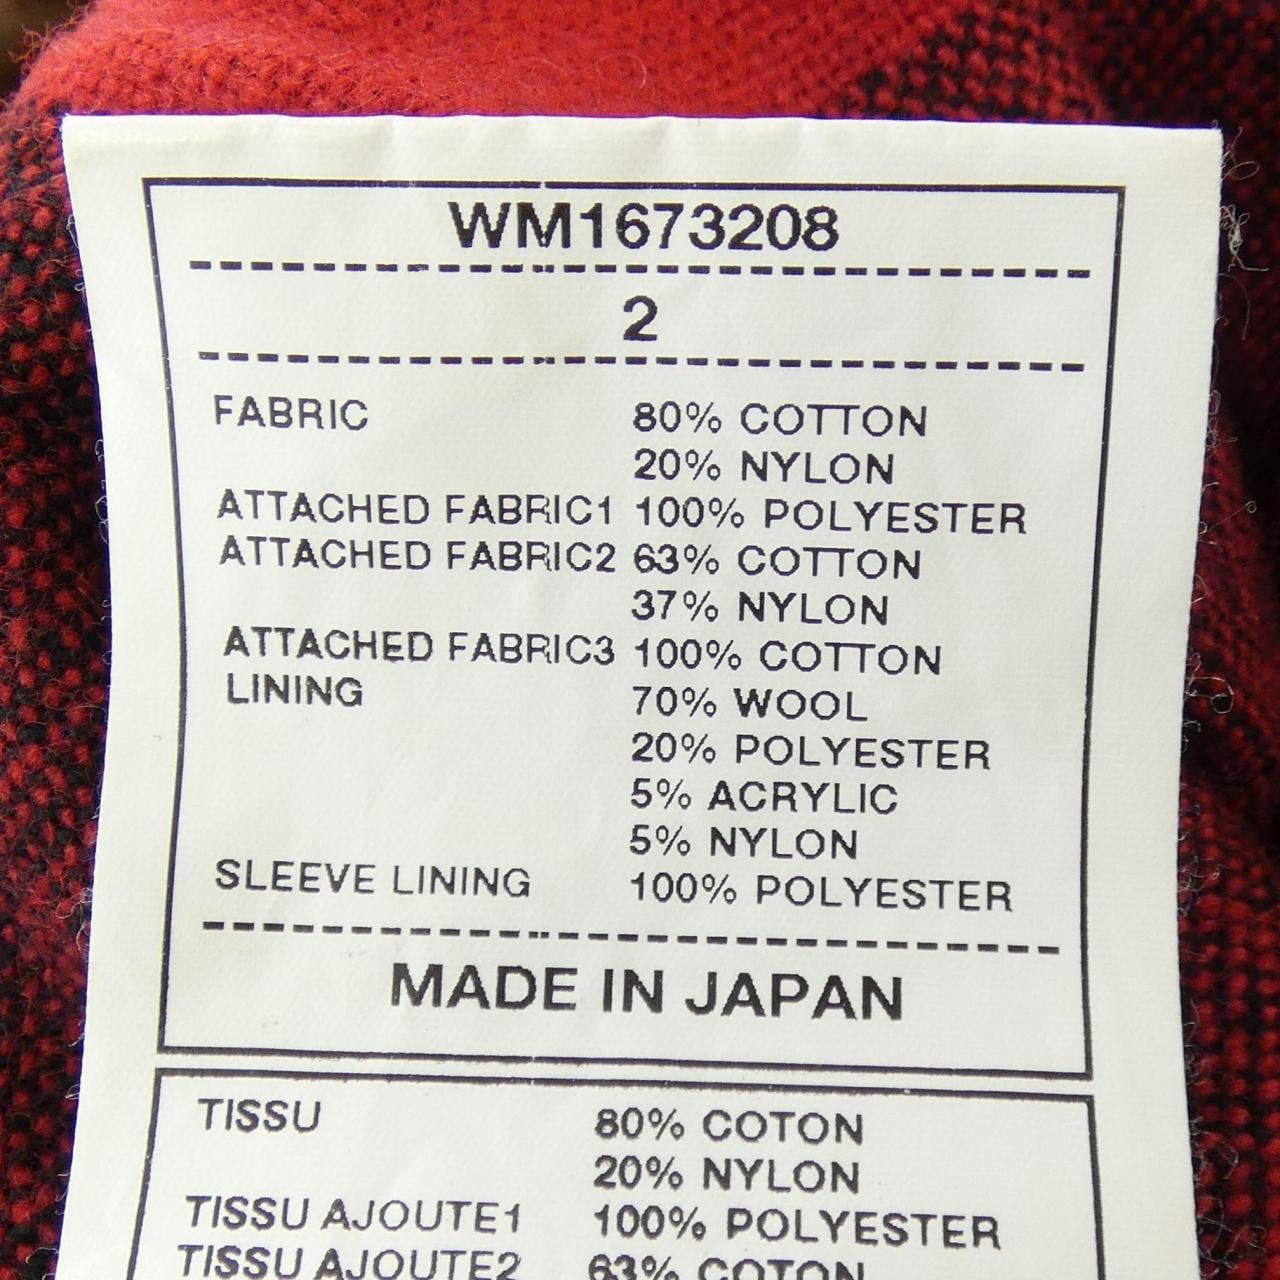 WM1673208
2
FABRIC 80% COTTON
20% NYLON
ATTACHED FABRIC1 100% POLYESTER
ATTACHED FABRIC2 63% COTTON
37% NYLON
ATTACHED FABRIC3 100% COTTON
LINING 70% WOOL
20% POLYESTER
5% ACRYLIC
5% NYLON
SLEEVE LINING 100% POLYESTER
MADE IN JAPAN
TISSU 80% COTON
20% NYLON
TISSU AJOUTE1 100% POLYESTER
TISSU AJOUTE2 63% COTON